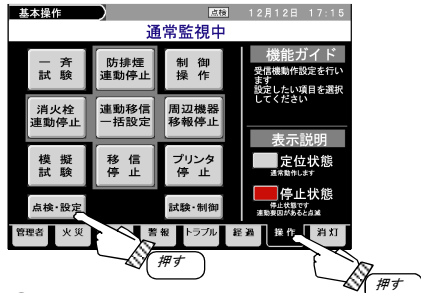 基本操作 点検 12月12日 17:15
通常監視中
一斉
試験
防排煙
連動停止
制御
操作
機能ガイド
受信機動作設定を行い
ます
設定したい項目を選択
してください
消火栓
連動停止
連動移信
一括設定
周辺機器
移報停止
表示説明
定位状態
通常動作します
停止状態
停止状態です
連動要因があると点滅
模擬
試験
移信
停止
プリンタ
停止
点検・設定
試験・制御
管理者 火災 警報 トラブル 経過 操作 消灯
押す
押す